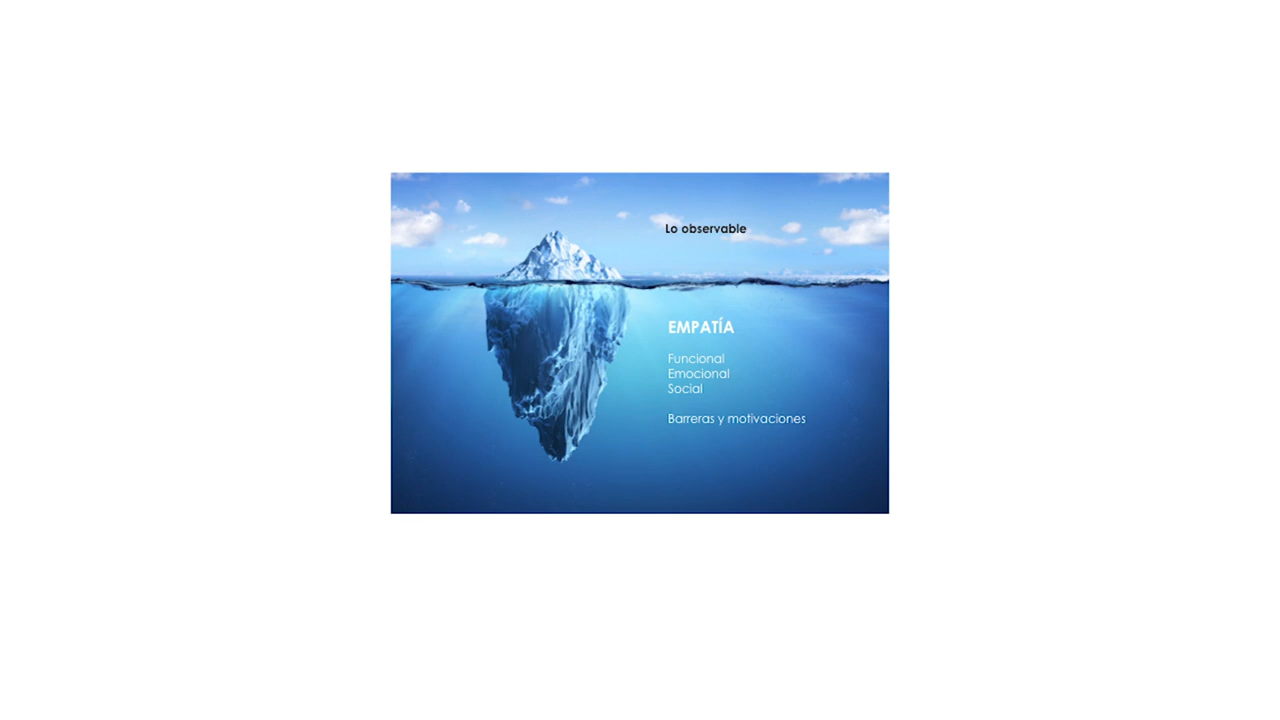 Lo observable
EMPATÍA
Funcional
Emocional
Social
Barreras y motivaciones